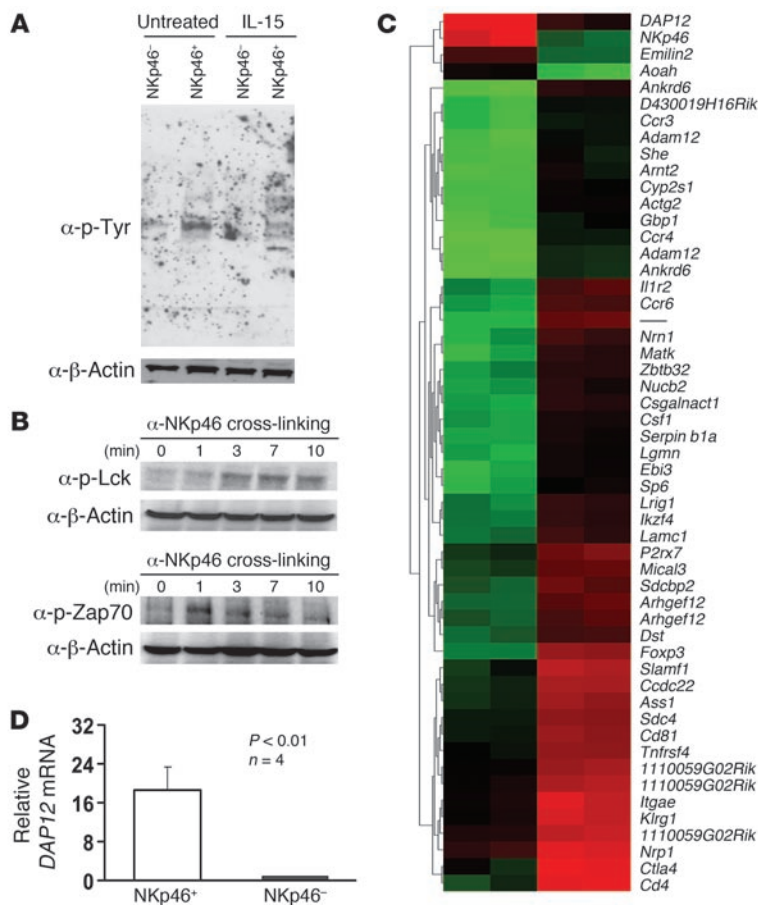 A
Untreated IL-15
NKp46⁻ NKp46⁺ NKp46⁻ NKp46⁺
α-p-Tyr
α-β-Actin
B
α-NKp46 cross-linking
(min) 0 1 3 7 10
α-p-Lck
α-β-Actin
α-NKp46 cross-linking
(min) 0 1 3 7 10
α-p-Zap70
α-β-Actin
C
DAP12
NKp46
Emilin2
Aoah
Ankrd6
D430019H16Rik
Ccr3
Adam12
She
Arnt2
Cyp2s1
Actg2
Gbp1
Ccr4
Adam12
Ankrd6
Il1r2
Ccr6
—
Nrn1
Matk
Zbtb32
Nucb2
Csgalnact1
Csf1
Serpin b1a
Lgmn
Ebi3
Sp6
Lrig1
Ikzf4
Lamc1
P2rx7
Mical3
Sdcbp2
Arhgef12
Arhgef12
Dst
Foxp3
Slamf1
Ccdc22
Ass1
Sdc4
Cd81
Tnfrsf4
1110059G02Rik
1110059G02Rik
Itgae
Klrg1
1110059G02Rik
Nrp1
Ctla4
Cd4
D
Relative
DAP12 mRNA
32
24
16
8
0
P < 0.01
n = 4
NKp46⁺ NKp46⁻